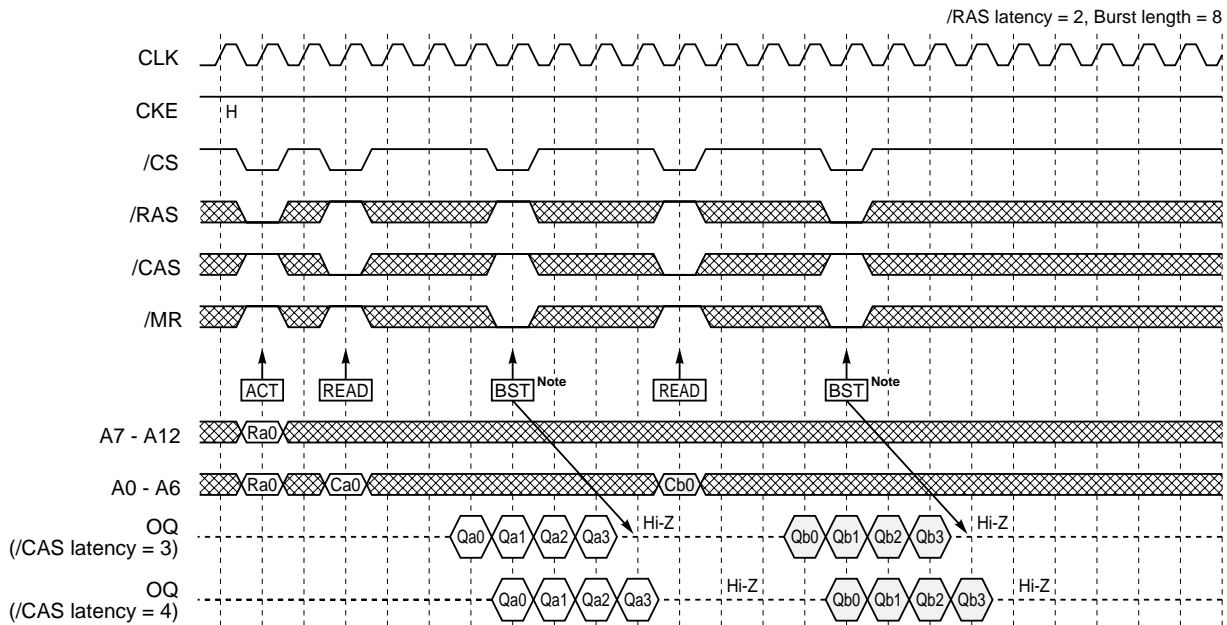 /RAS latency = 2, Burst length = 8
CLK
CKE H
/CS
/RAS
/CAS
/MR
ACT READ BST Note READ BST Note
A7 - A12 Ra0
A0 - A6 Ra0 Ca0 Cb0
OQ
(/CAS latency = 3) Qa0 Qa1 Qa2 Qa3 Hi-Z Qb0 Qb1 Qb2 Qb3 Hi-Z
OQ
(/CAS latency = 4) Qa0 Qa1 Qa2 Qa3 Hi-Z Qb0 Qb1 Qb2 Qb3 Hi-Z